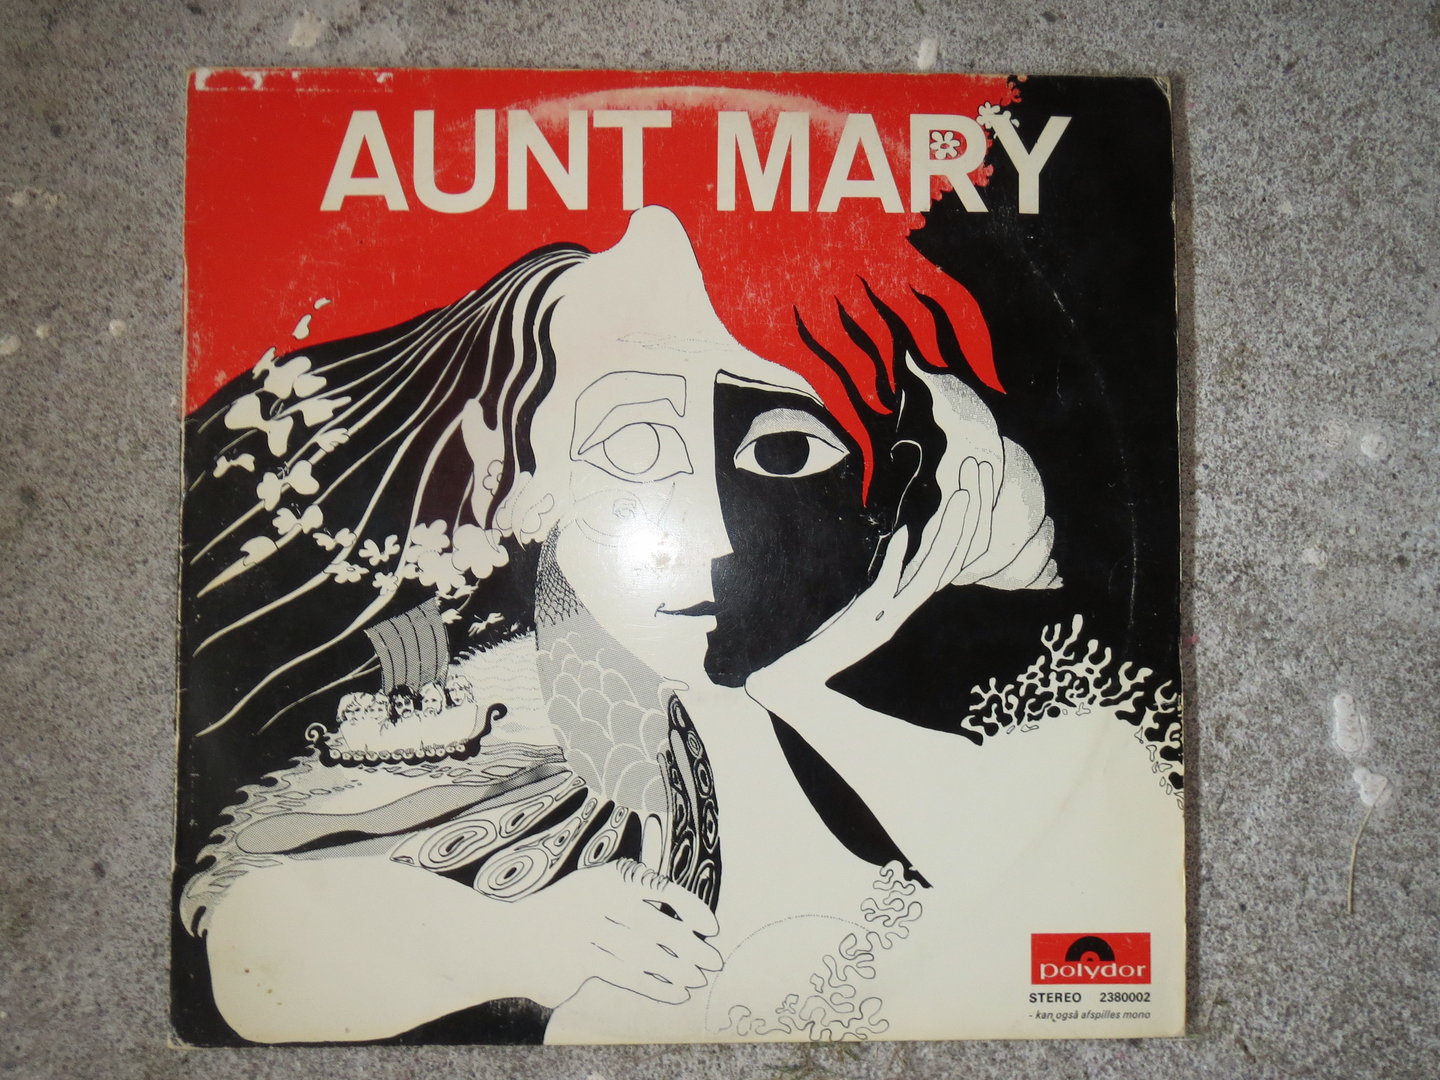 AUNT MARY
polydor
STEREO 2380002
- kan også afspilles mono